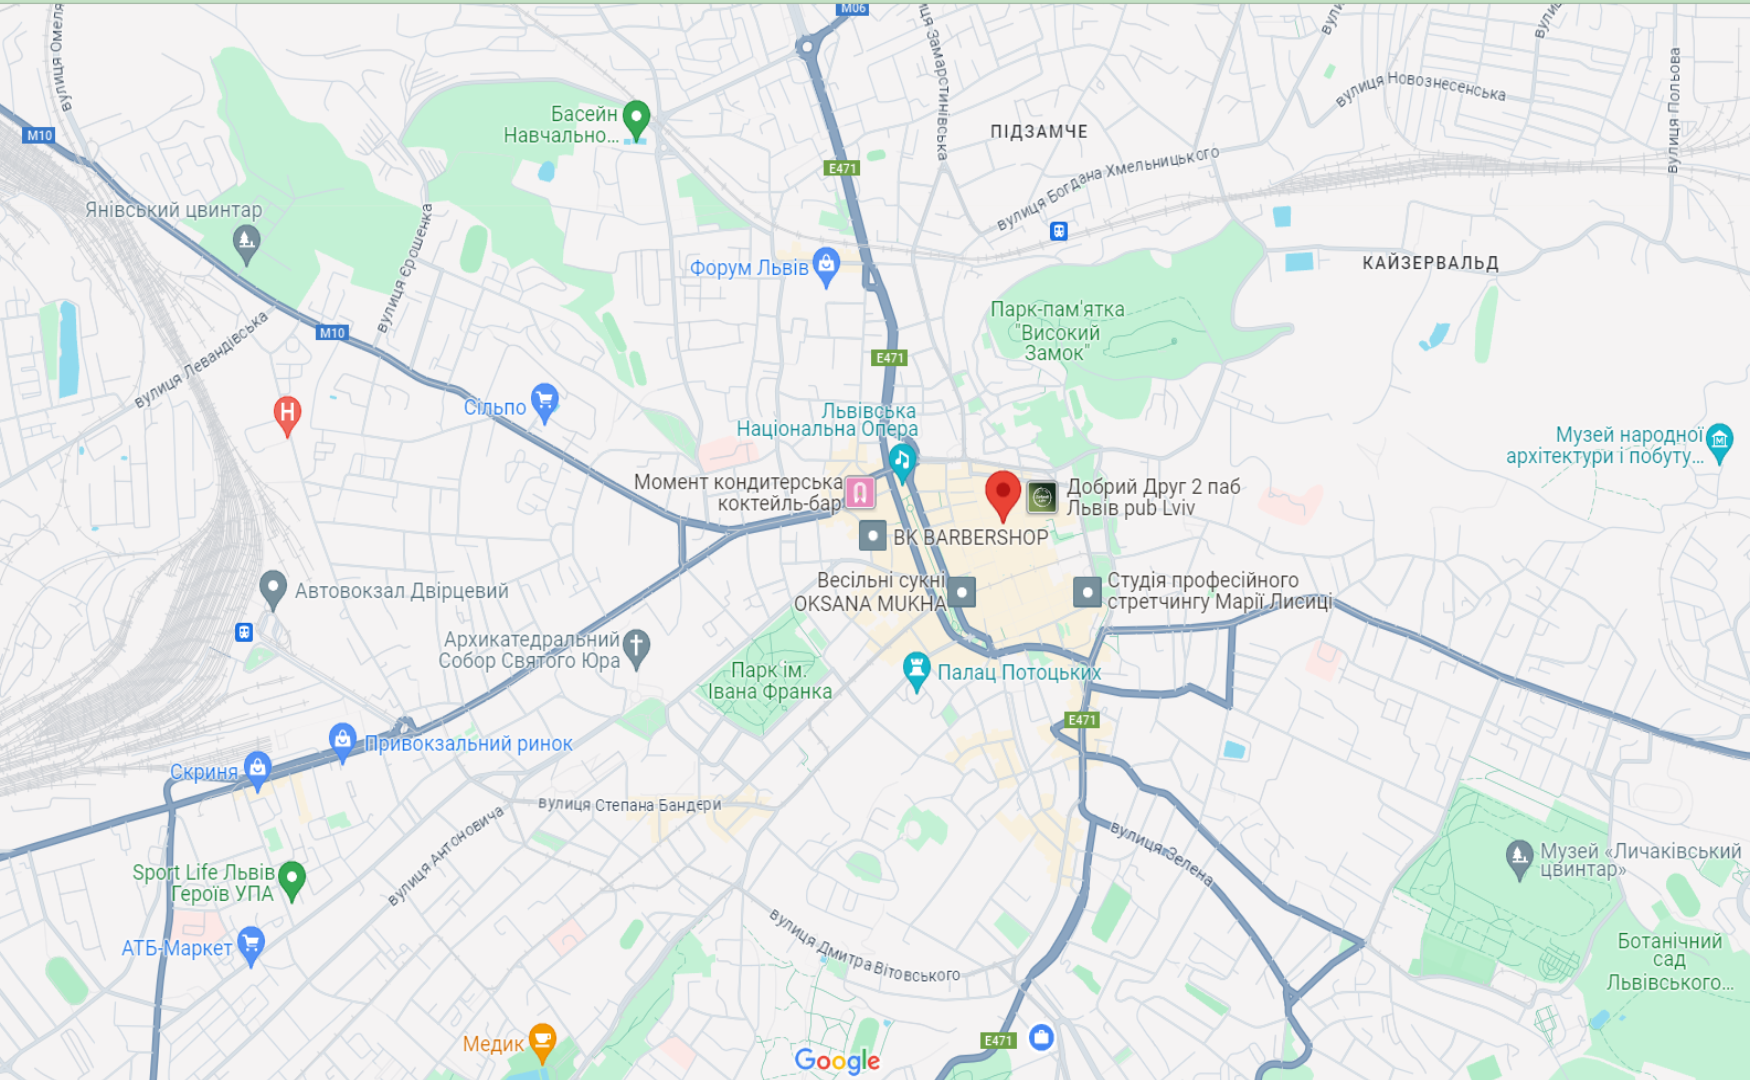 M06
вулиця Омеля
иця Замарстинівська
вули
вулиц
вулиця Новознесенська
вулиця Польова
Басейн
Навчально...
M10
ПІДЗАМЧЕ
E471
вулиця Богдана Хмельницького
Янівський цвинтар
вулиця Єрошенка
Форум Львів
КАЙЗЕРВАЛЬД
Парк-пам'ятка
"Високий
Замок"
M10
вулиця Левандівська
E471
Сільпо
H
Львівська
Національна Опера
Музей народної
архітектури і побуту...
Момент кондитерська
коктейль-бар
Добрий Друг 2 паб
Львів pub Lviv
BK BARBERSHOP
Автовокзал Двірцевий
Весільні сукні
OKSANA MUKHA
Студія професійного
стретчингу Марії Лисиці
Архикатедральний
Собор Святого Юра
Парк ім.
Івана Франка
Палац Потоцьких
E471
Привокзальний ринок
Скриня
вулиця Степана Бандери
вулиця Антоновича
вулиця Зелена
Музей «Личаківський
цвинтар»
Sport Life Львів
Героїв УПА
АТБ-Маркет
вулиця Дмитра Вітовського
Ботанічний
сад
Львівського...
Медик
E471
Google